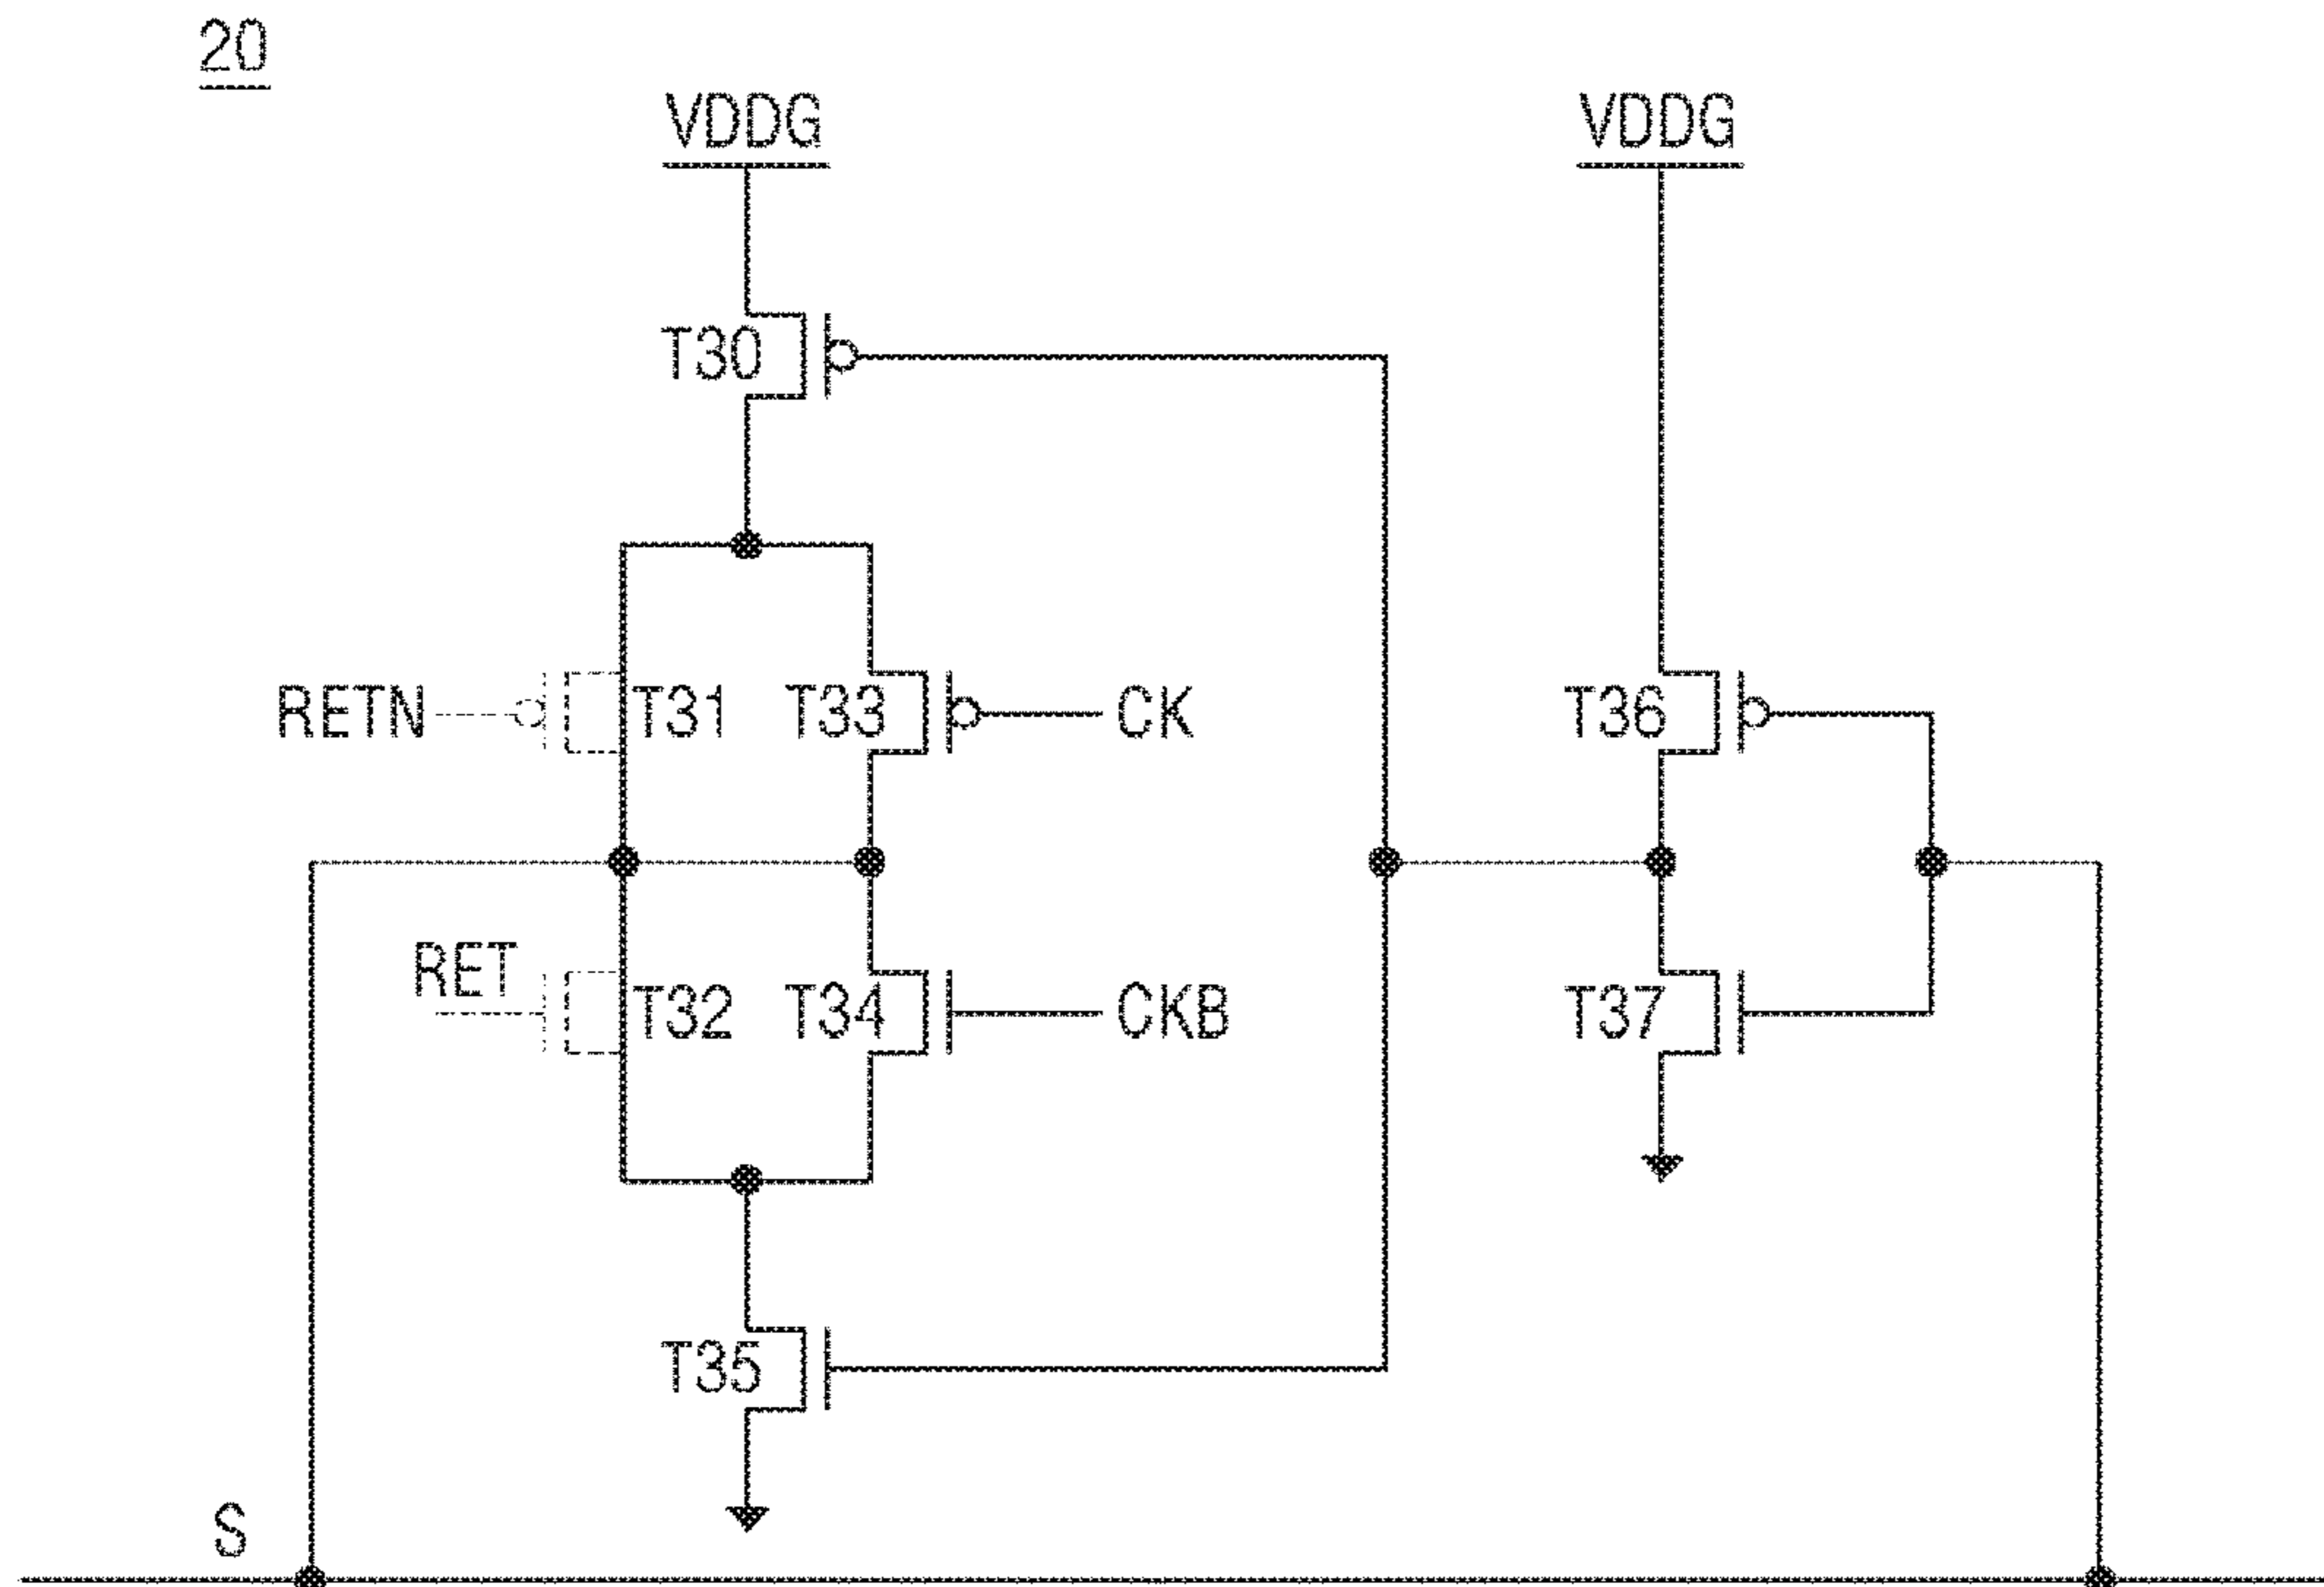 20
VDDG VDDG
T30
RETN T31 T33 CK T36
RET T32 T34 CKB T37
T35
S